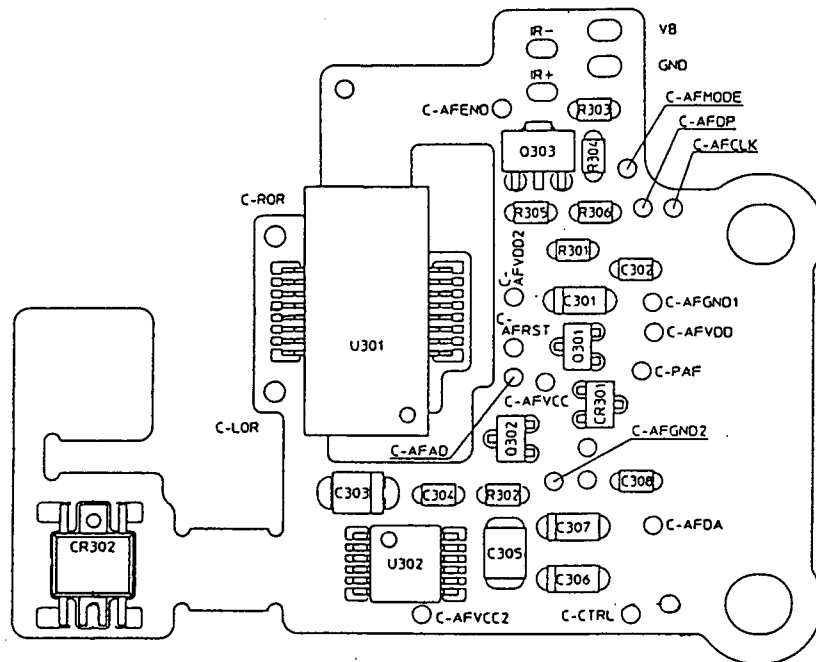 IR-
VB
GND
IR+
C-AFMODE
C-AFEND
R303
C-AFDP
Q303
R304
C-AFCLK
C-ROR
R305
R306
R301
C-
AFVDD2
C302
C301
C-AFGND1
C-
AFRST
C-AFVDD
U301
Q301
C-PAF
C-AFVCC
CR301
C-LOR
C-AFAD
Q302
C-AFGND2
C303
C304
R302
C308
CR302
U302
C305
C307
C-AFDA
C306
C-AFVCC2
C-CTRL